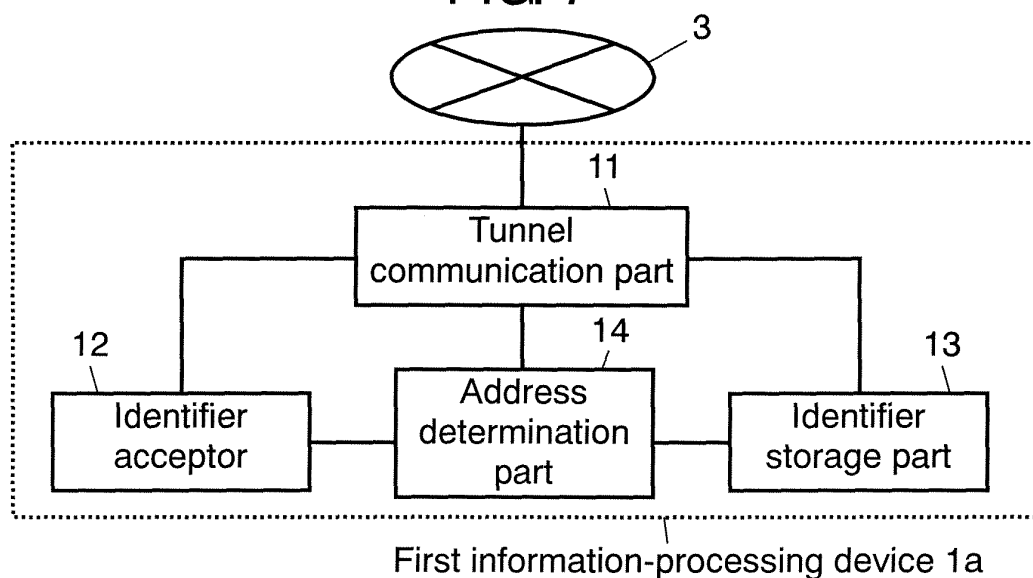 3
11
Tunnel
communication part
12
14
13
Identifier
acceptor
Address
determination
part
Identifier
storage part
First information-processing device 1a